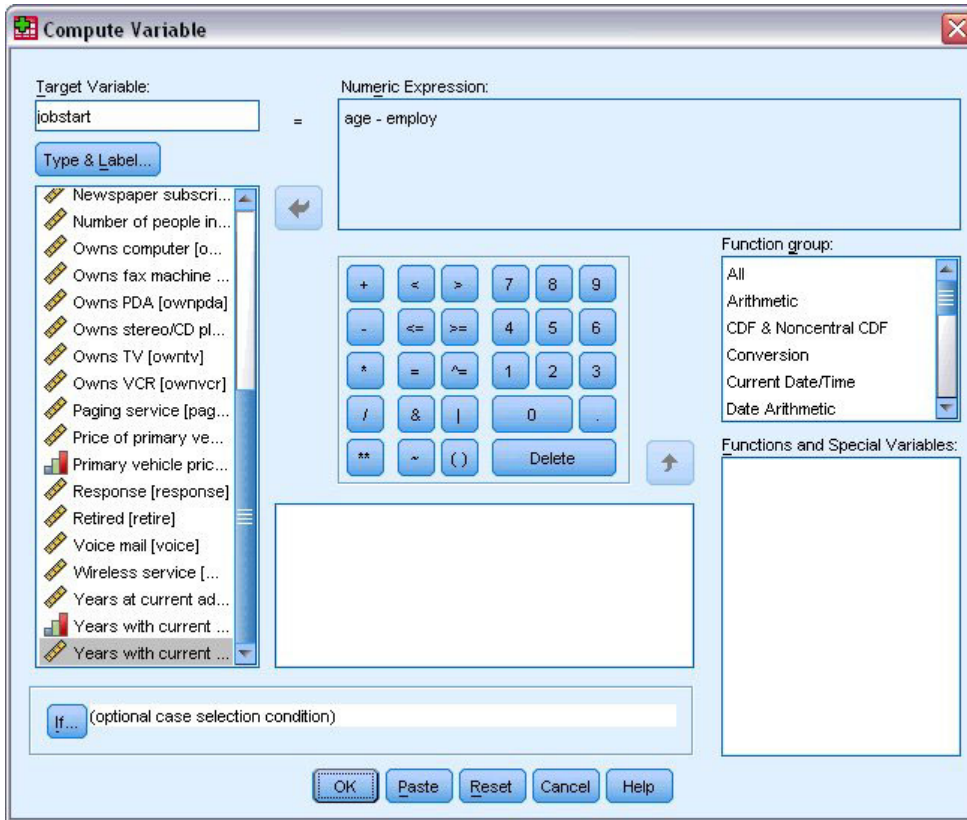 Compute Variable
Target Variable:
jobstart
=
Numeric Expression:
age - employ
Type & Label...
Newspaper subscri...
Number of people in...
Owns computer [o...
Owns fax machine ...
Owns PDA [ownpda]
Owns stereo/CD pl...
Owns TV [owntv]
Owns VCR [ownvcr]
Paging service [pag...
Price of primary ve...
Primary vehicle pric...
Response [response]
Retired [retire]
Voice mail [voice]
Wireless service [...
Years at current ad...
Years with current ...
Years with current ...
+ < > 7 8 9
- <= >= 4 5 6
* = ~= 1 2 3
/ & | 0 .
** ~ ( ) Delete
Function group:
All
Arithmetic
CDF & Noncentral CDF
Conversion
Current Date/Time
Date Arithmetic
Functions and Special Variables:
If... (optional case selection condition)
OK Paste Reset Cancel Help